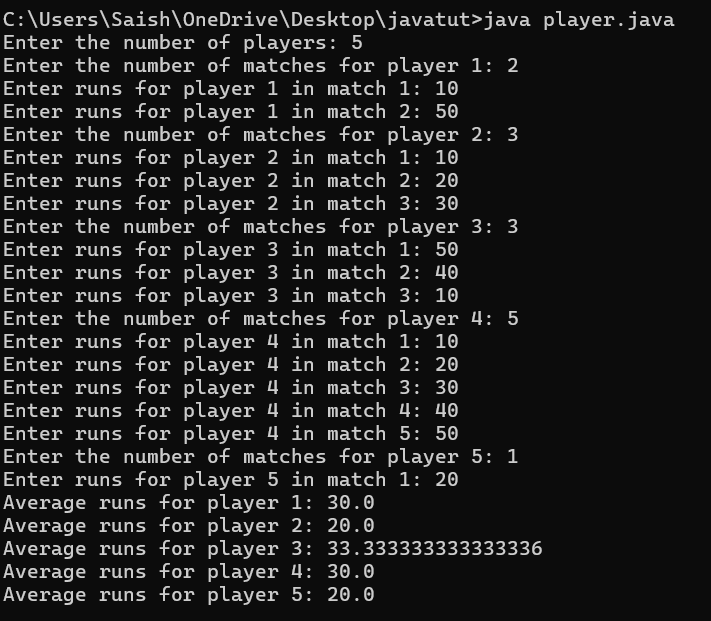 C:\Users\Saish\OneDrive\Desktop\javatut>java player.java
Enter the number of players: 5
Enter the number of matches for player 1: 2
Enter runs for player 1 in match 1: 10
Enter runs for player 1 in match 2: 50
Enter the number of matches for player 2: 3
Enter runs for player 2 in match 1: 10
Enter runs for player 2 in match 2: 20
Enter runs for player 2 in match 3: 30
Enter the number of matches for player 3: 3
Enter runs for player 3 in match 1: 50
Enter runs for player 3 in match 2: 40
Enter runs for player 3 in match 3: 10
Enter the number of matches for player 4: 5
Enter runs for player 4 in match 1: 10
Enter runs for player 4 in match 2: 20
Enter runs for player 4 in match 3: 30
Enter runs for player 4 in match 4: 40
Enter runs for player 4 in match 5: 50
Enter the number of matches for player 5: 1
Enter runs for player 5 in match 1: 20
Average runs for player 1: 30.0
Average runs for player 2: 20.0
Average runs for player 3: 33.333333333333336
Average runs for player 4: 30.0
Average runs for player 5: 20.0